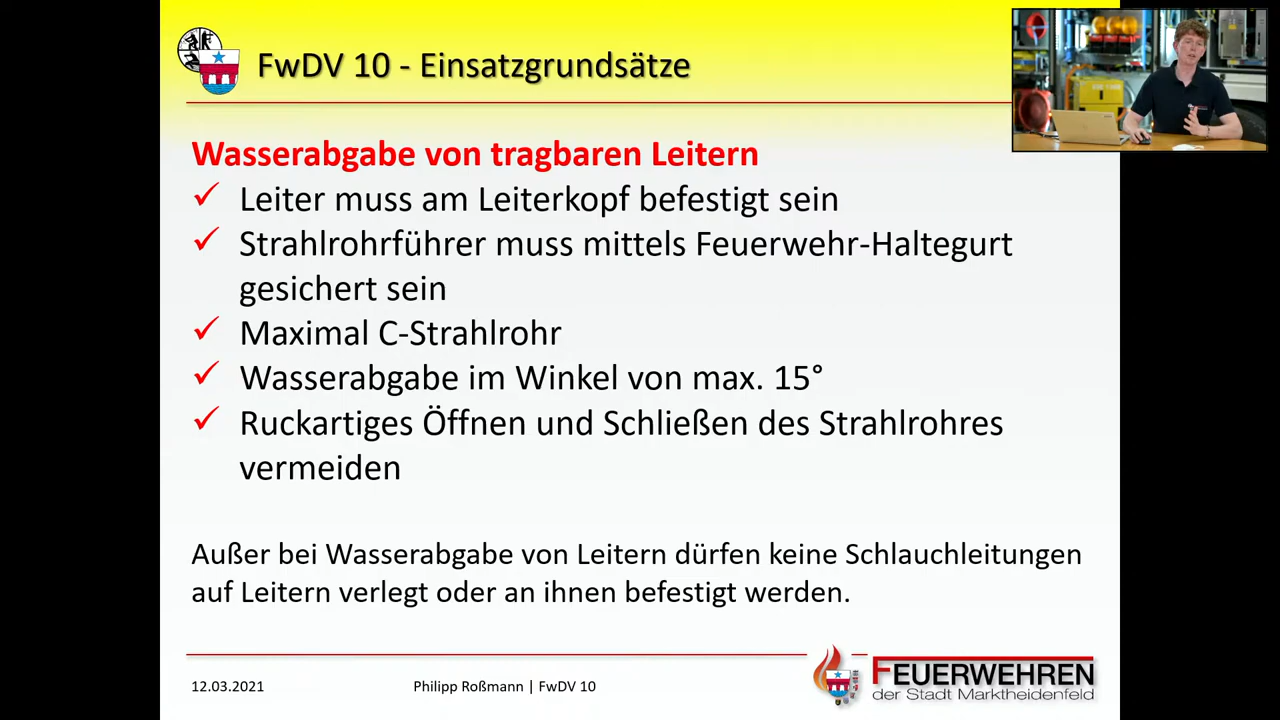 FwDV 10 - Einsatzgrundsätze
Wasserabgabe von tragbaren Leitern
✓ Leiter muss am Leiterkopf befestigt sein
✓ Strahlrohrführer muss mittels Feuerwehr-Haltegurt
gesichert sein
✓ Maximal C-Strahlrohr
✓ Wasserabgabe im Winkel von max. 15°
✓ Ruckartiges Öffnen und Schließen des Strahlrohres
vermeiden
Außer bei Wasserabgabe von Leitern dürfen keine Schlauchleitungen
auf Leitern verlegt oder an ihnen befestigt werden.
12.03.2021
Philipp Roßmann | FwDV 10
FEUERWEHREN
der Stadt Marktheidenfeld